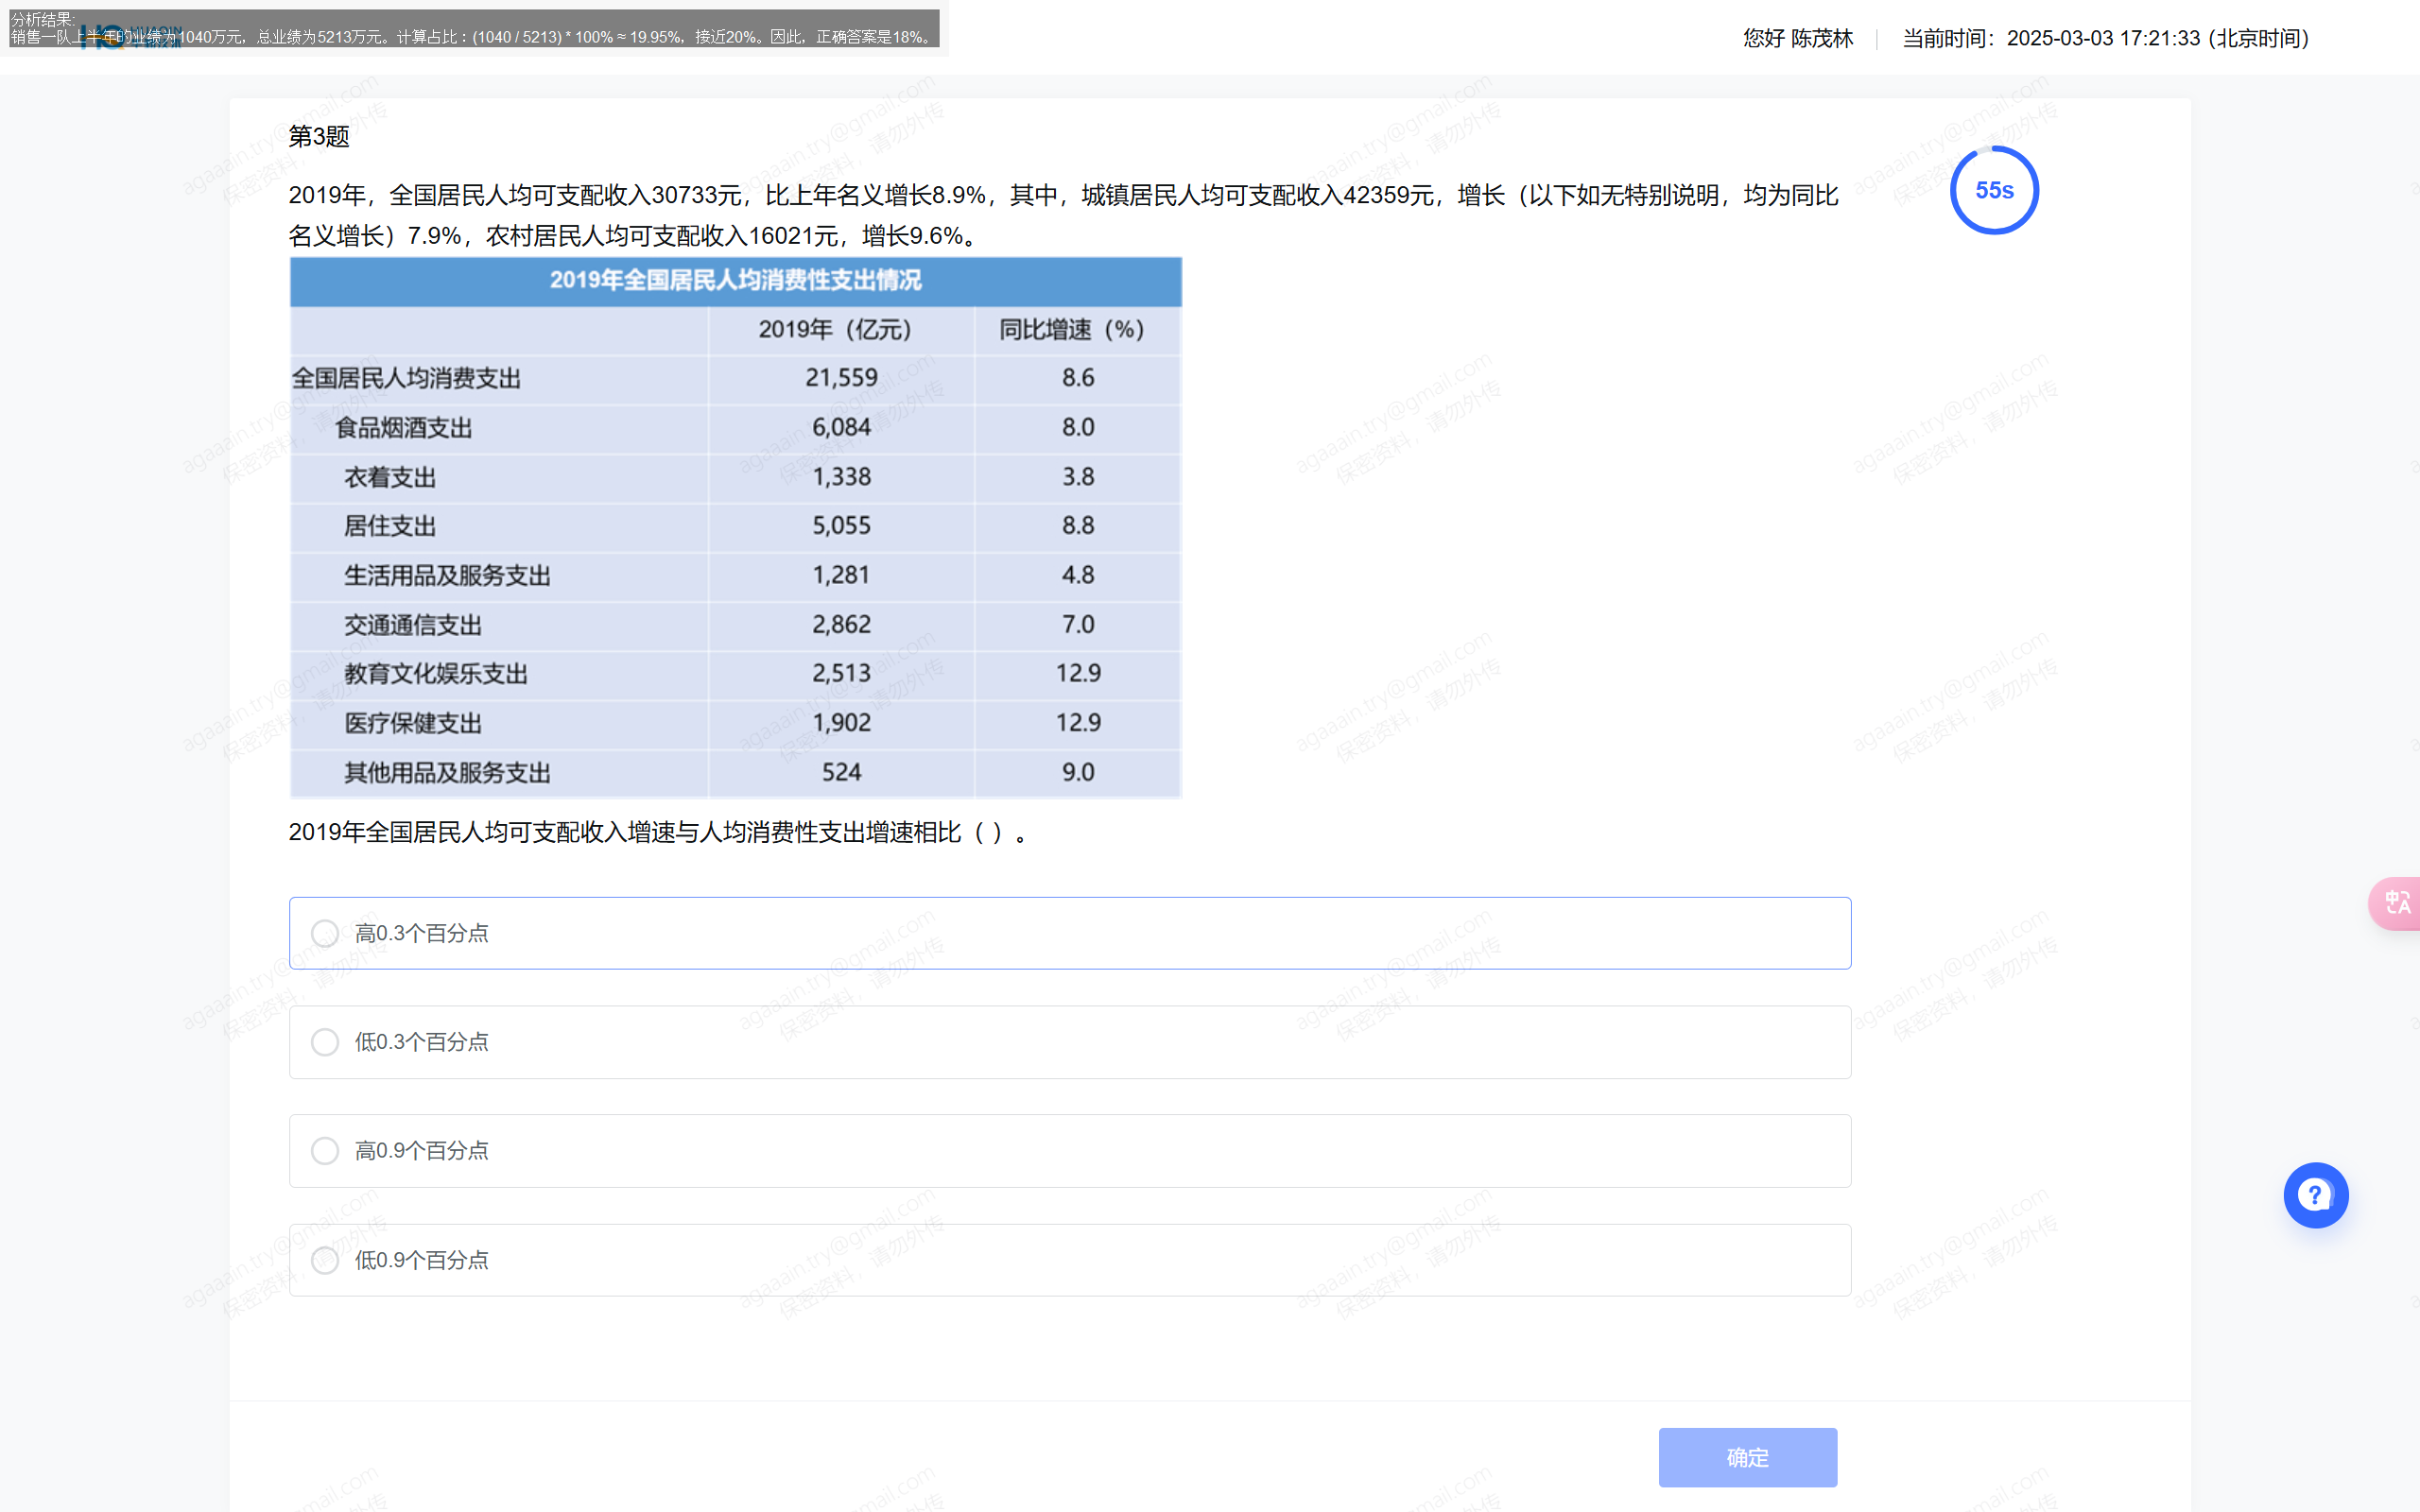 分析结果:
销售一队上半年的业绩为1040万元，总业绩为5213万元。计算占比：(1040 / 5213) * 100% ≈ 19.95%，接近20%。因此，正确答案是18%。
您好 陈茂林 | 当前时间：2025-03-03 17:21:33 (北京时间)
第3题
55s
2019年，全国居民人均可支配收入30733元，比上年名义增长8.9%，其中，城镇居民人均可支配收入42359元，增长（以下如无特别说明，均为同比
名义增长）7.9%，农村居民人均可支配收入16021元，增长9.6%。
2019年全国居民人均消费性支出情况
2019年（亿元） 同比增速（%）
全国居民人均消费支出 21,559 8.6
食品烟酒支出 6,084 8.0
衣着支出 1,338 3.8
居住支出 5,055 8.8
生活用品及服务支出 1,281 4.8
交通通信支出 2,862 7.0
教育文化娱乐支出 2,513 12.9
医疗保健支出 1,902 12.9
其他用品及服务支出 524 9.0
2019年全国居民人均可支配收入增速与人均消费性支出增速相比（ ）。
高0.3个百分点
低0.3个百分点
高0.9个百分点
低0.9个百分点
确定
agaaain.try@gmail.com
保密资料，请勿外传